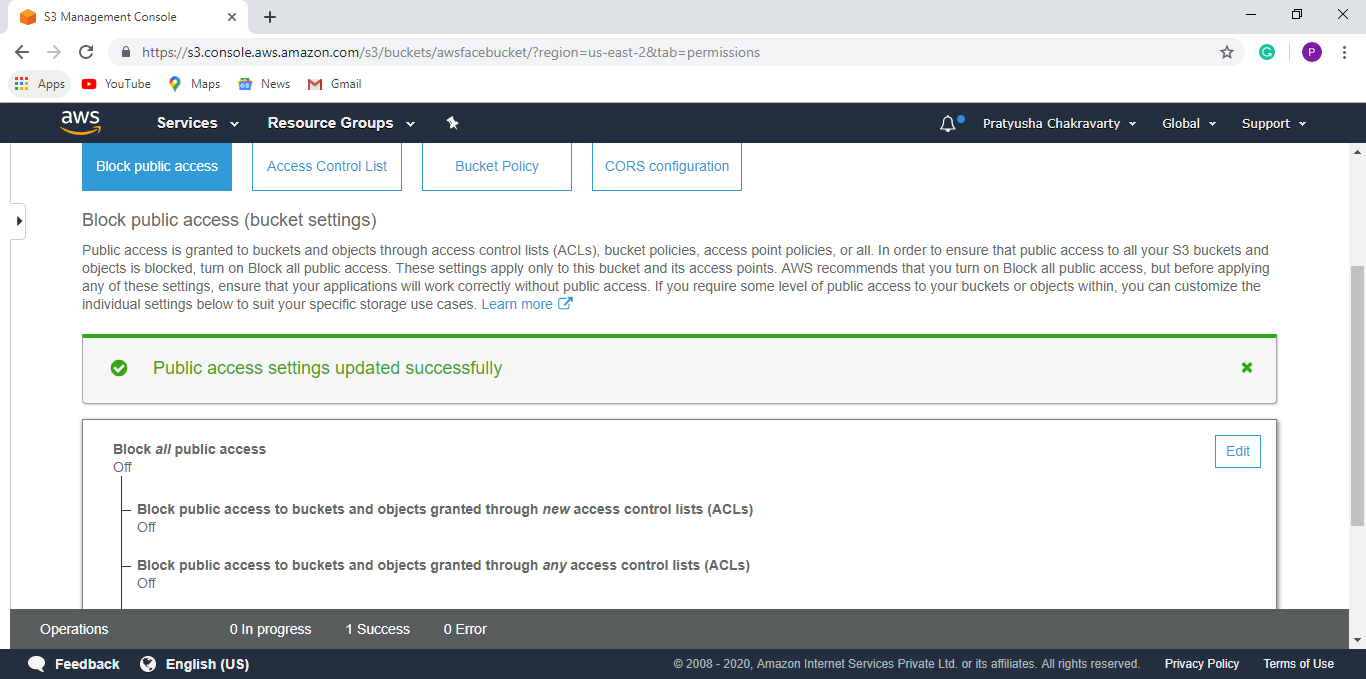 S3 Management Console
https://s3.console.aws.amazon.com/s3/buckets/awsfacebucket/?region=us-east-2&tab=permissions
P
Apps YouTube Maps News Gmail
aws Services Resource Groups Pratyusha Chakravarty Global Support
Block public access Access Control List Bucket Policy CORS configuration
Block public access (bucket settings)
Public access is granted to buckets and objects through access control lists (ACLs), bucket policies, access point policies, or all. In order to ensure that public access to all your S3 buckets and
objects is blocked, turn on Block all public access. These settings apply only to this bucket and its access points. AWS recommends that you turn on Block all public access, but before applying
any of these settings, ensure that your applications will work correctly without public access. If you require some level of public access to your buckets or objects within, you can customize the
individual settings below to suit your specific storage use cases. Learn more
Public access settings updated successfully
Block all public access
Edit
Off
Block public access to buckets and objects granted through new access control lists (ACLs)
Off
Block public access to buckets and objects granted through any access control lists (ACLs)
Off
Operations 0 In progress 1 Success 0 Error
Feedback English (US) © 2008 - 2020, Amazon Internet Services Private Ltd. or its affiliates. All rights reserved. Privacy Policy Terms of Use